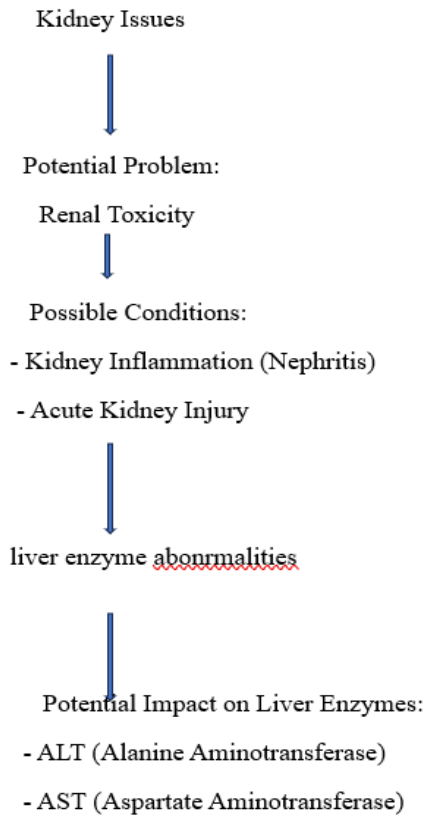 Kidney Issues
Potential Problem:
Renal Toxicity
Possible Conditions:
- Kidney Inflammation (Nephritis)
- Acute Kidney Injury
liver enzyme abonrmalities
Potential Impact on Liver Enzymes:
- ALT (Alanine Aminotransferase)
- AST (Aspartate Aminotransferase)